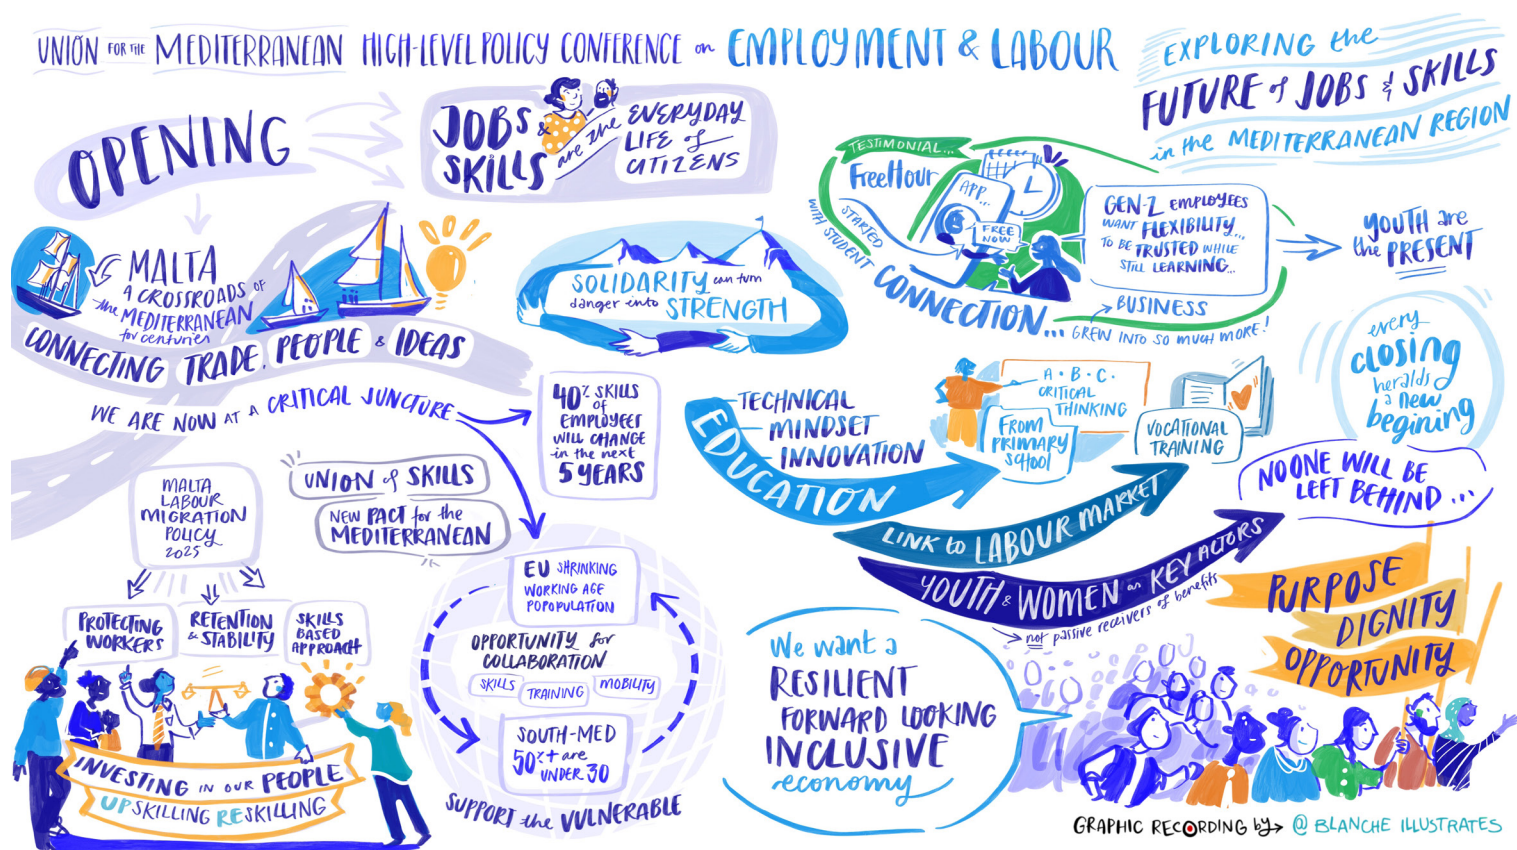 UNION FOR THE MEDITERRANEAN HIGH-LEVEL POLICY CONFERENCE on EMPLOYMENT & LABOUR
EXPLORING the
FUTURE of JOBS & SKILLS
in the MEDITERRANEAN REGION
OPENING
JOBS &
SKILLS
are the
EVERYDAY
LIFE of
CITIZENS
MALTA
A CROSSROADS OF
the MEDITERRANEAN
for centuries
CONNECTING TRADE, PEOPLE & IDEAS
SOLIDARITY can turn
danger into STRENGTH
TESTIMONIAL...
FreeHour
STARTED
WITH STUDENT
CONNECTION...
APP...
FREE
NOW
GEN-Z EMPLOYEES
WANT FLEXIBILITY...
TO BE TRUSTED WHILE
STILL LEARNING...
BUSINESS
GREW INTO SO MUCH MORE!
YOUTH are
the PRESENT
every
closing
heralds
a new
begining
WE ARE NOW AT A CRITICAL JUNCTURE
40% SKILLS
of
EMPLOYEES
WILL CHANGE
in the next
5 YEARS
MALTA
LABOUR
MIGRATION
POLICY
2025
UNION of SKILLS
NEW PACT for the
MEDITERRANEAN
PROTECTING
WORKERS
RETENTION
& STABILITY
SKILLS
BASED
APPROACH
INVESTING IN OUR PEOPLE
UPSKILLING RESKILLING
EU SHRINKING
WORKING AGE
POPOPULATION
OPPORTUNITY for
COLLABORATION
SKILLS
TRAINING
MOBILITY
SOUTH-MED
50%+ are
UNDER 30
SUPPORT the VULNERABLE
TECHNICAL
MINDSET
INNOVATION
EDUCATION
A • B • C •
CRITICAL
THINKING
FROM
PRIMARY
SCHOOL
VOCATIONAL
TRAINING
LINK to LABOUR MARKET
YOUTH & WOMEN as KEY ACTORS
not passive receivers of benefits
NO ONE WILL BE
LEFT BEHIND...
PURPOSE
DIGNITY
OPPORTUNITY
We want a
RESILIENT
FORWARD LOOKING
INCLUSIVE
economy
GRAPHIC RECORDING by @ BLANCHE ILLUSTRATES